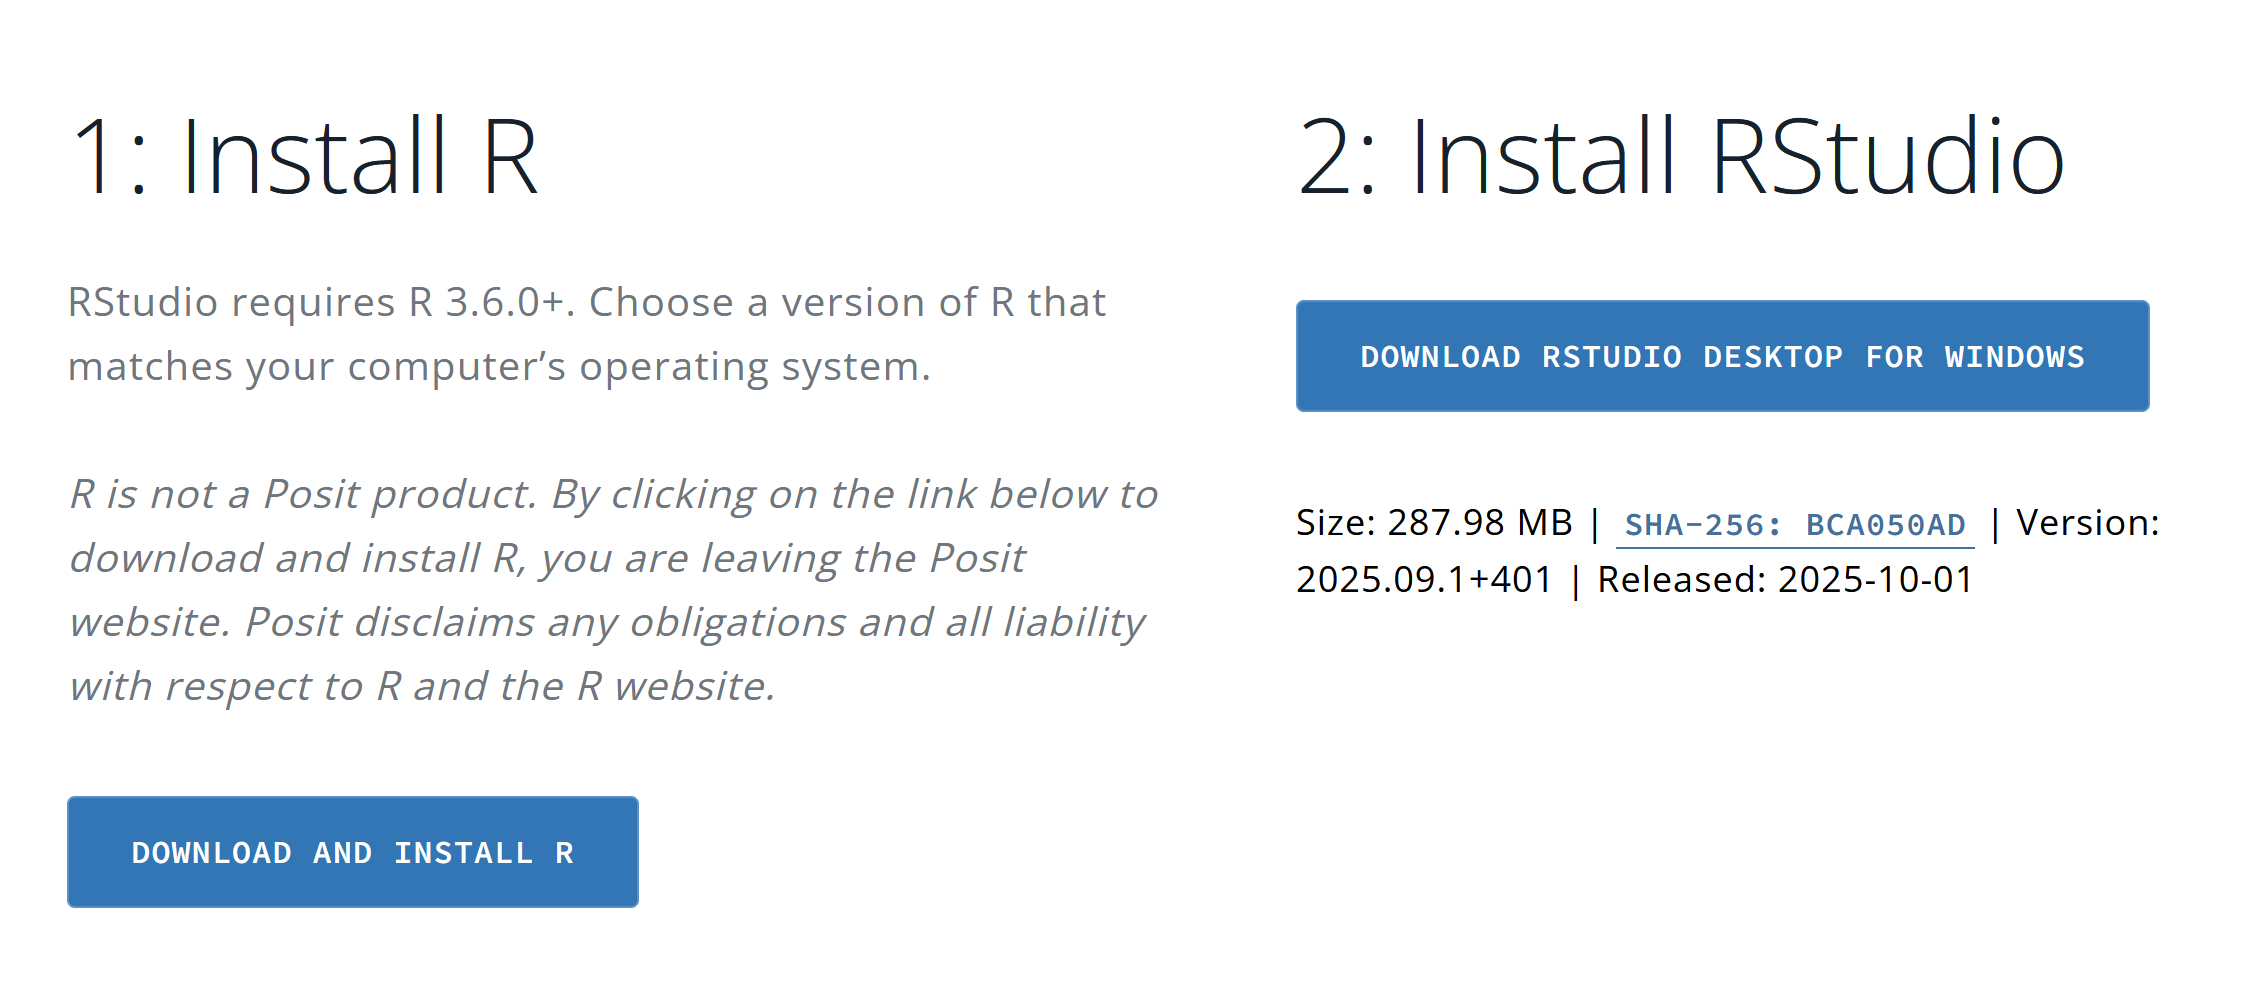 1: Install R
RStudio requires R 3.6.0+. Choose a version of R that
matches your computer’s operating system.
R is not a Posit product. By clicking on the link below to
download and install R, you are leaving the Posit
website. Posit disclaims any obligations and all liability
with respect to R and the R website.
DOWNLOAD AND INSTALL R
2: Install RStudio
DOWNLOAD RSTUDIO DESKTOP FOR WINDOWS
Size: 287.98 MB | SHA-256: BCA050AD | Version:
2025.09.1+401 | Released: 2025-10-01